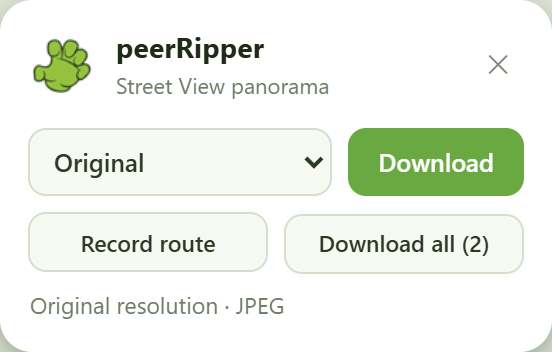 peerRipper
Street View panorama
Original
Download
Record route
Download all (2)
Original resolution · JPEG